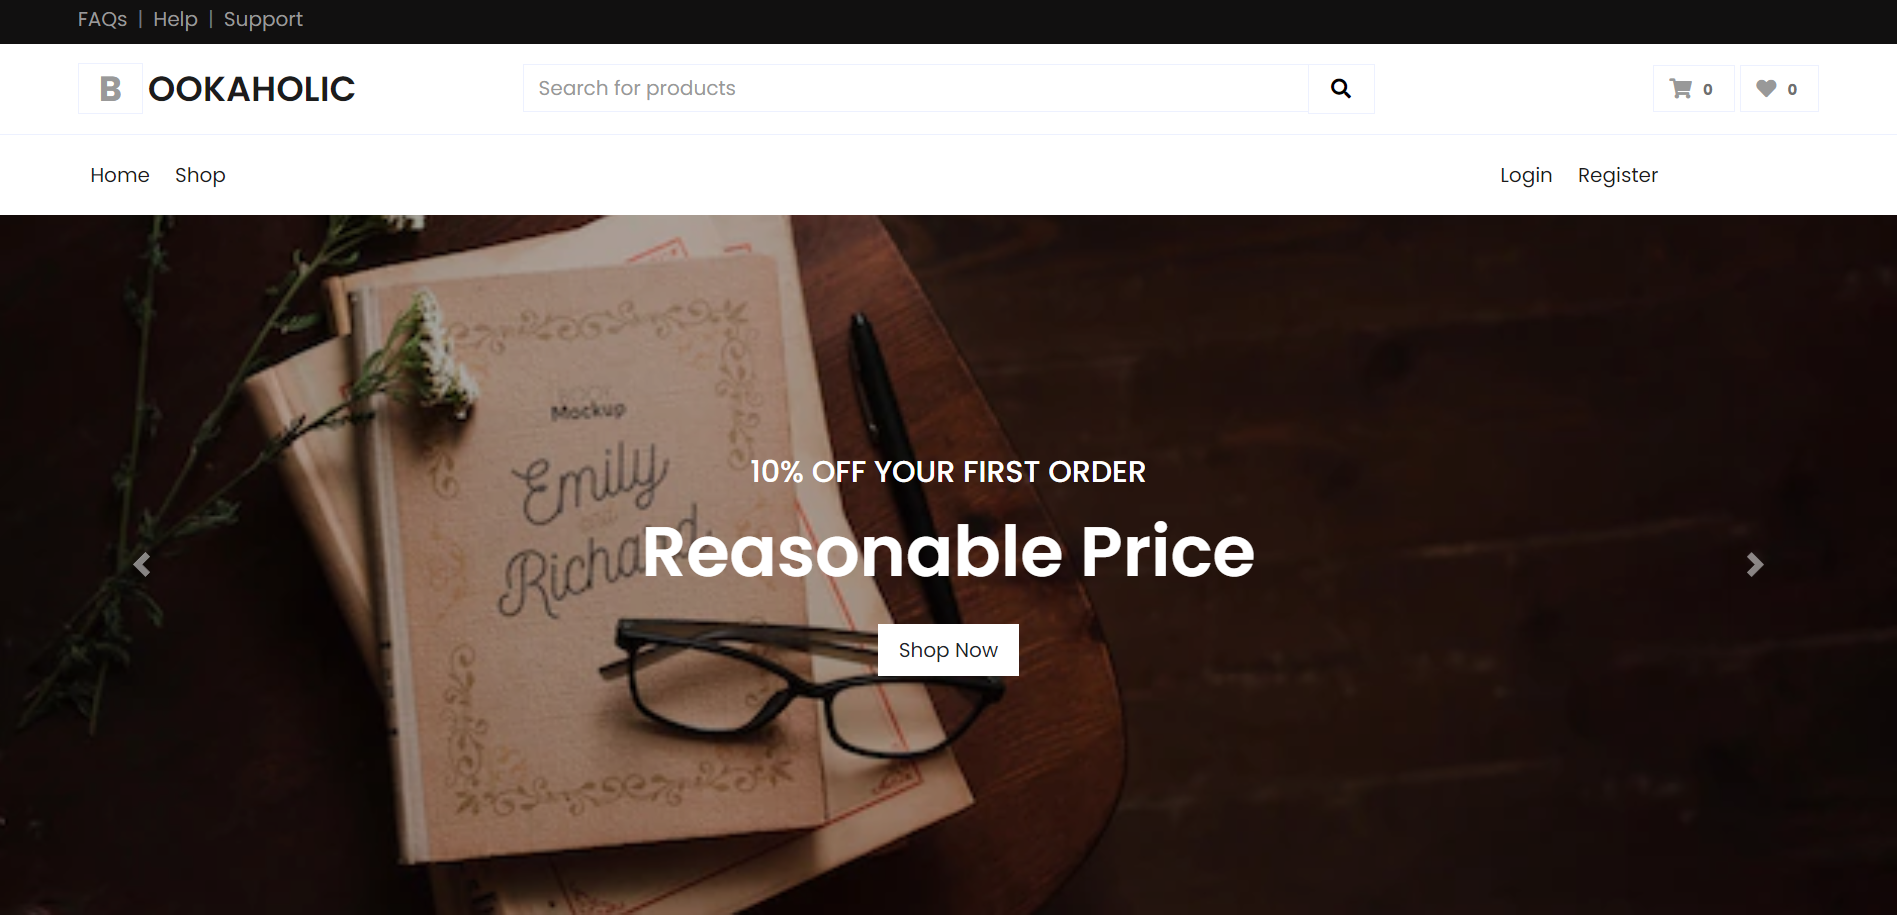 FAQs | Help | Support
B OOKAHOLIC
Search for products
0
0
Home Shop
Login Register
Mockup
Emily
and
Richard
10% OFF YOUR FIRST ORDER
Reasonable Price
Shop Now